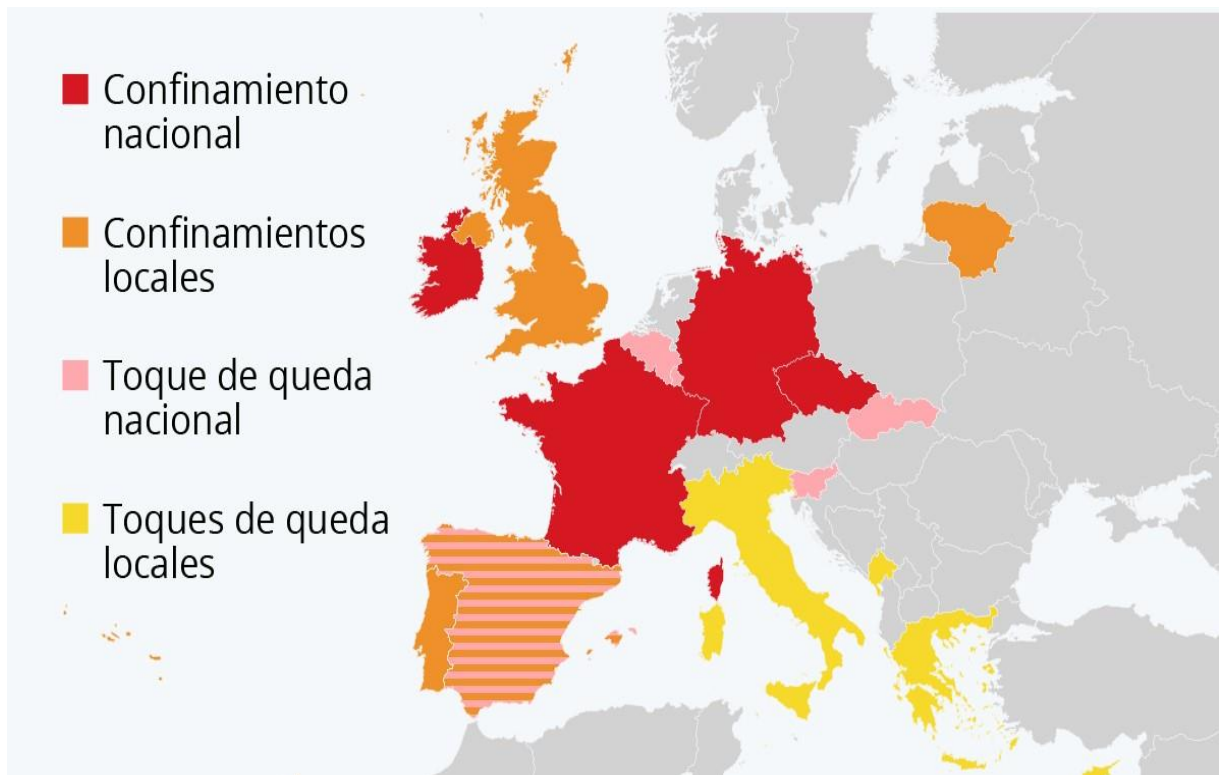 Confinamiento
nacional
Confinamientos
locales
Toque de queda
nacional
Toques de queda
locales